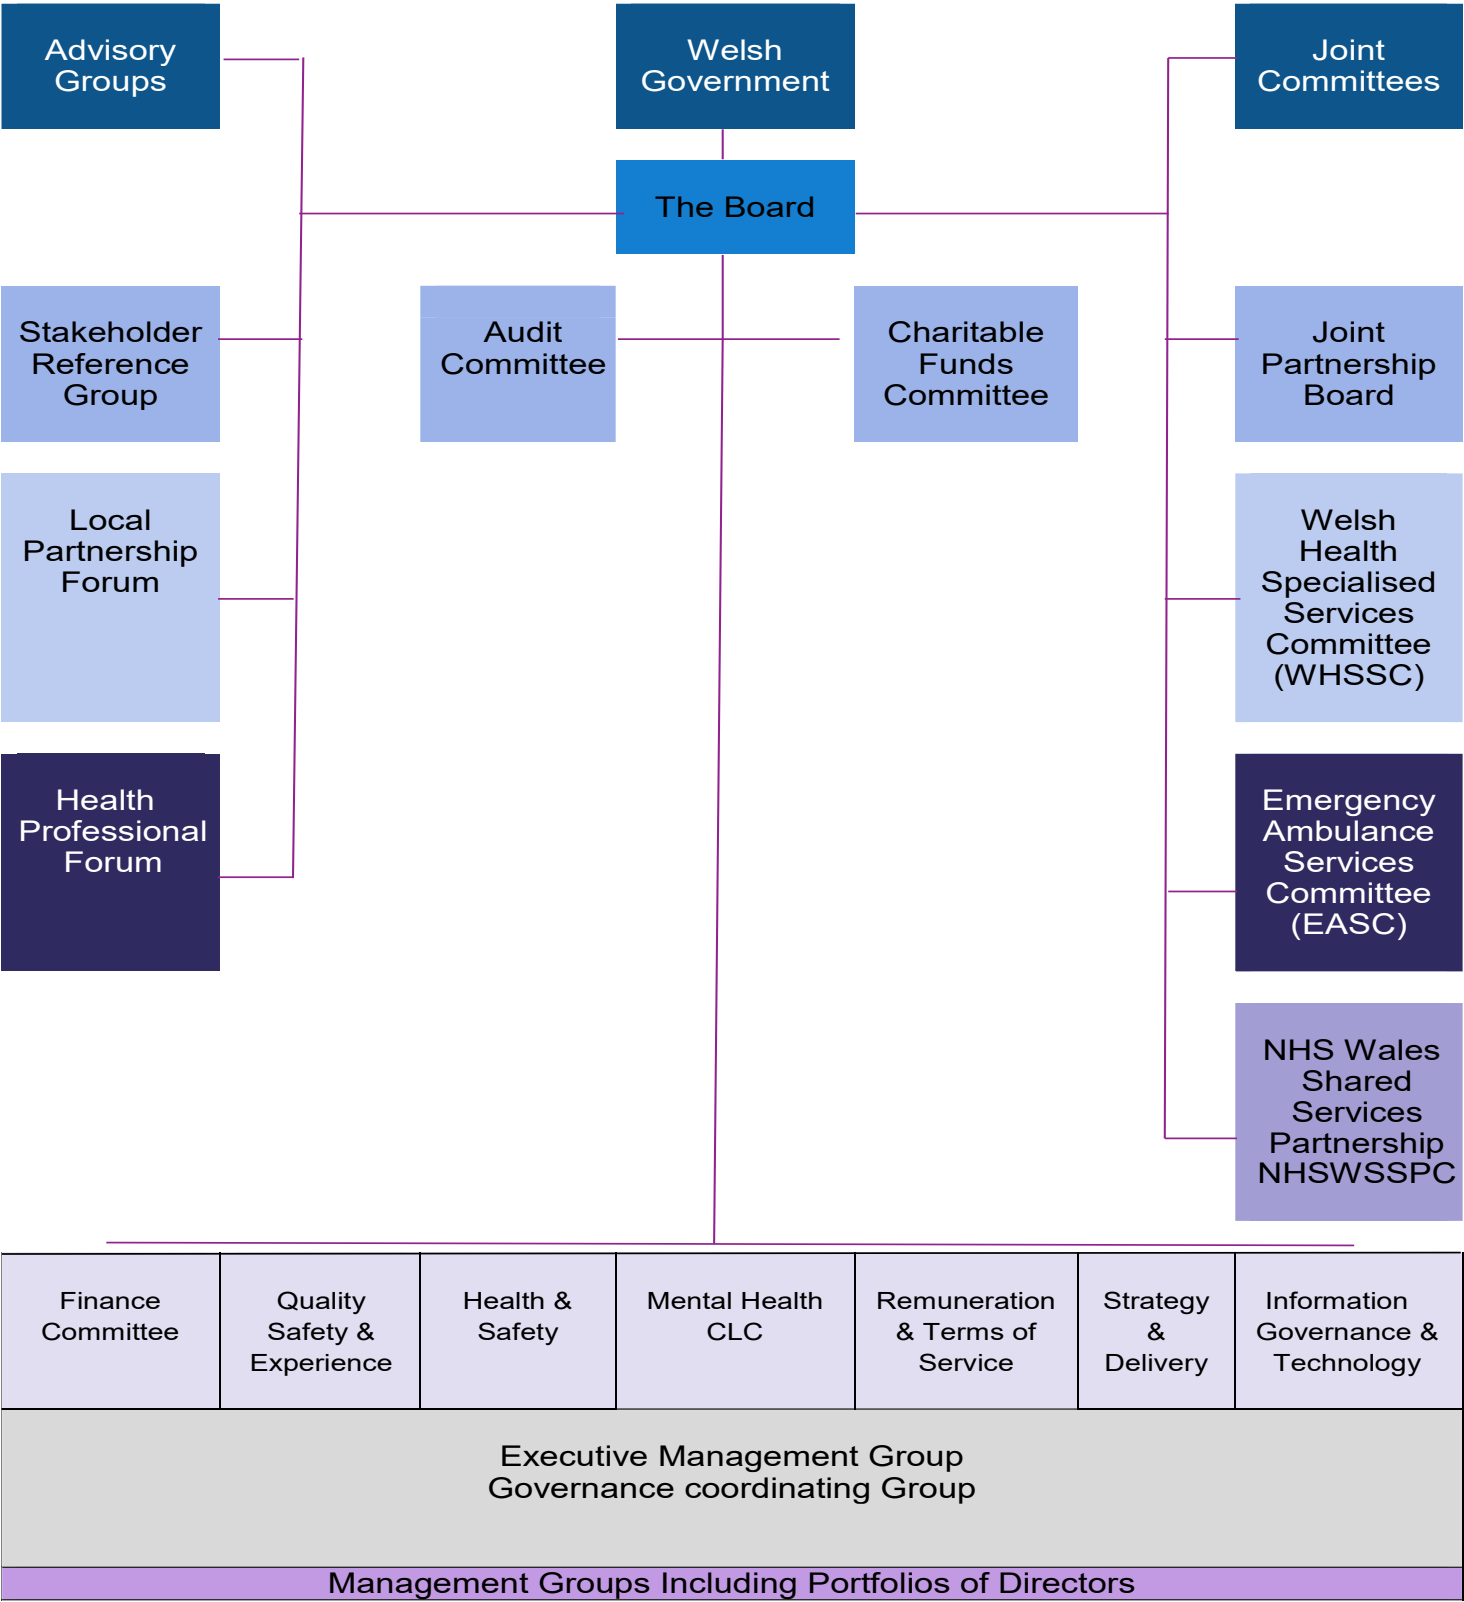 Advisory
Groups
Welsh
Government
Joint
Committees
The Board
Stakeholder
Reference
Group
Audit
Committee
Charitable
Funds
Committee
Joint
Partnership
Board
Local
Partnership
Forum
Welsh
Health
Specialised
Services
Committee
(WHSSC)
Health
Professional
Forum
Emergency
Ambulance
Services
Committee
(EASC)
NHS Wales
Shared
Services
Partnership
NHSWSSPC
Finance
Committee
Quality
Safety &
Experience
Health &
Safety
Mental Health
CLC
Remuneration
& Terms of
Service
Strategy
&
Delivery
Information
Governance &
Technology
Executive Management Group
Governance coordinating Group
Management Groups Including Portfolios of Directors